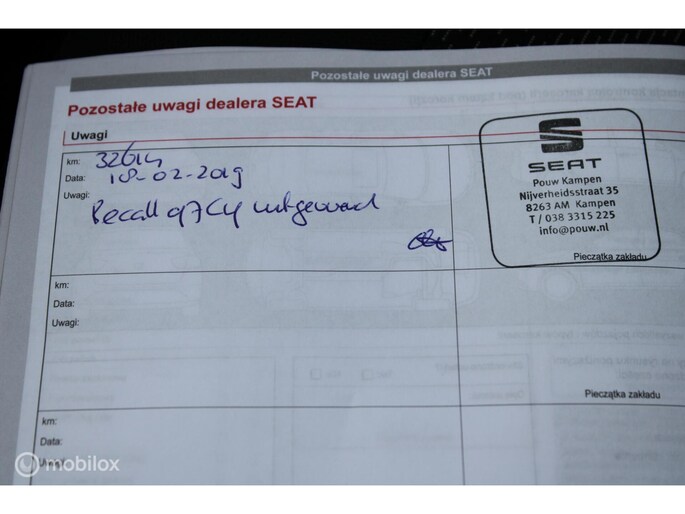 Pozostałe uwagi dealera SEAT
Pozostałe uwagi dealera SEAT
Uwagi
km: 32614
Data: 18-02-2019
Uwagi: Recall 97CY uitgevoerd
SEAT
Pouw Kampen
Nijverheidsstraat 35
8263 AM Kampen
T / 038 3315 225
info@pouw.nl
Pieczątka zakładu
km:
Data:
Uwagi:
Pieczątka zakładu
km:
Data:
Uwagi:
mobilox